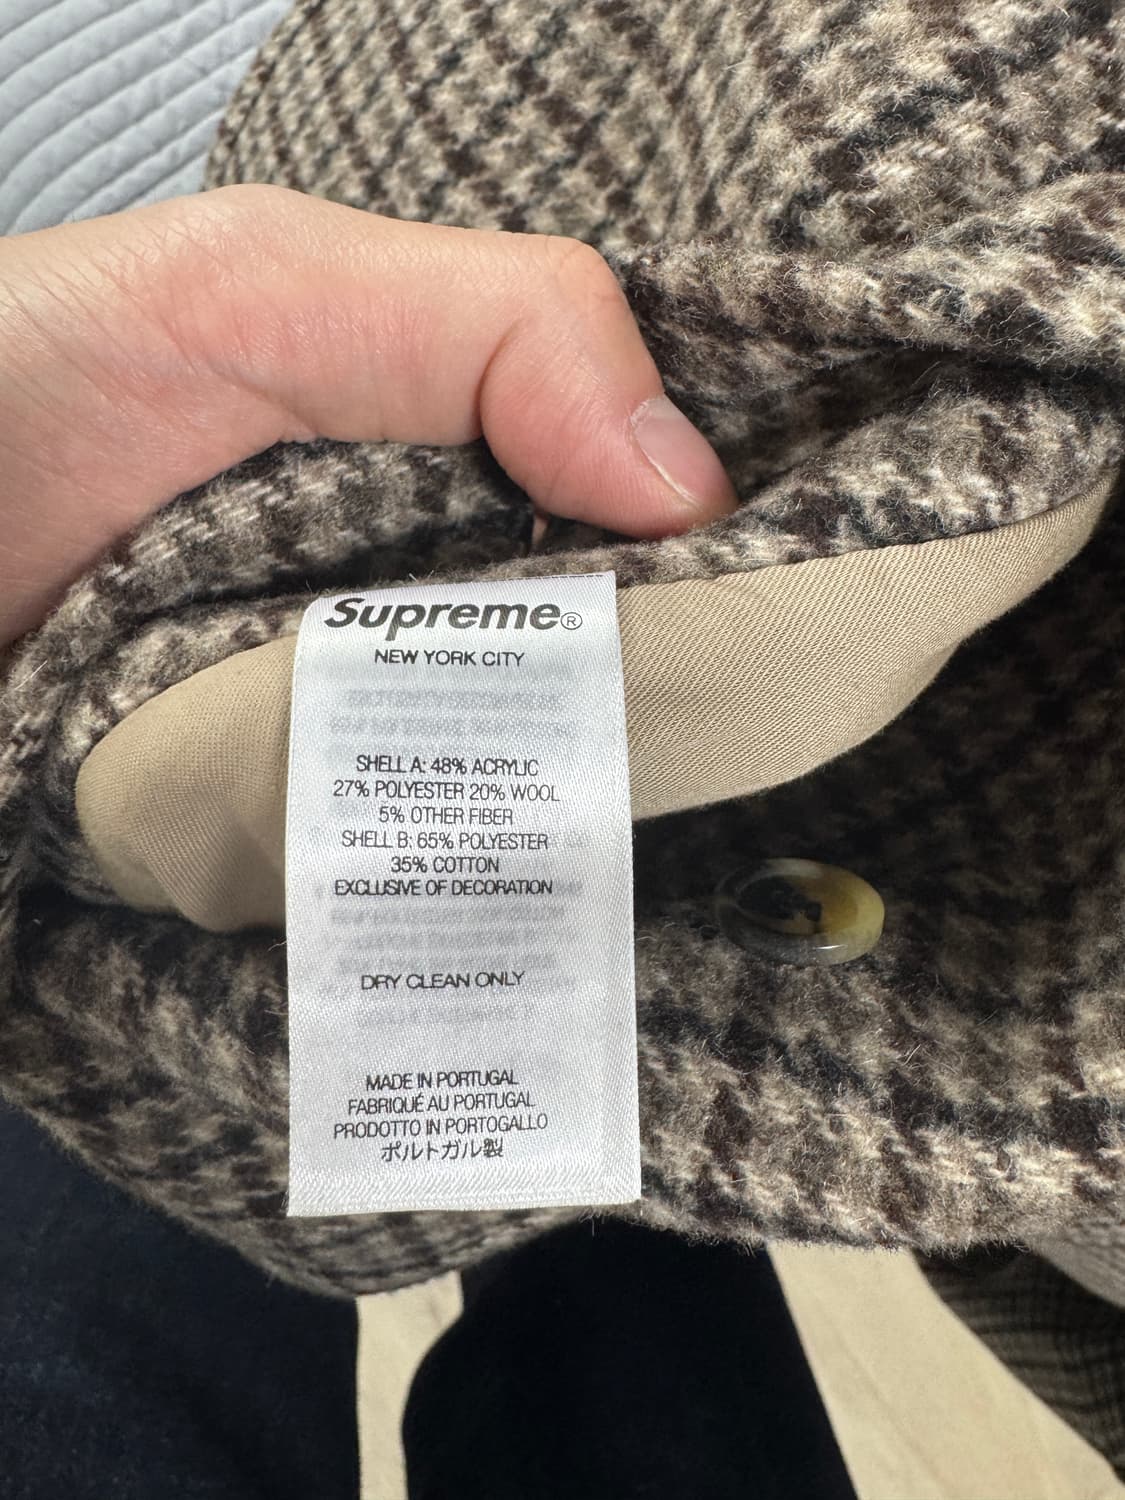 Supreme®
NEW YORK CITY
SHELL A: 48% ACRYLIC
27% POLYESTER 20% WOOL
5% OTHER FIBER
SHELL B: 65% POLYESTER
35% COTTON
EXCLUSIVE OF DECORATION
DRY CLEAN ONLY
MADE IN PORTUGAL
FABRIQUÉ AU PORTUGAL
PRODOTTO IN PORTOGALLO
ポルトガル製